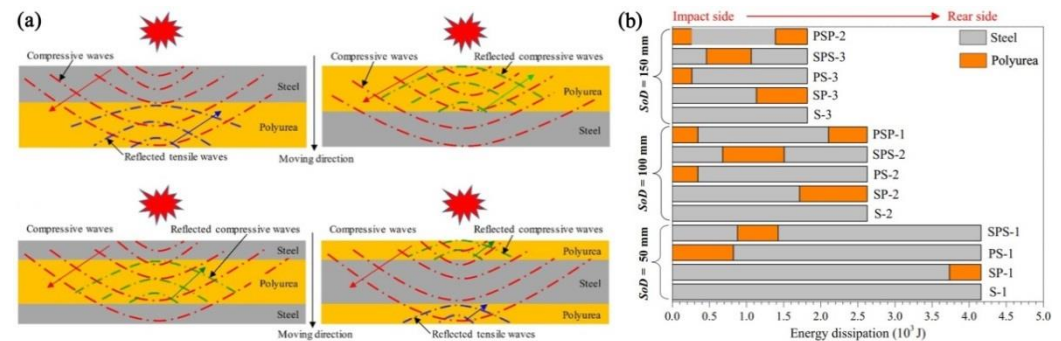 (a)
Compressive waves
Steel
Polyurea
Reflected tensile waves
Compressive waves
Reflected compressive waves
Polyurea
Steel
Moving direction
Compressive waves
Reflected compressive waves
Steel
Polyurea
Steel
Compressive waves
Reflected compressive waves
Polyurea
Steel
Polyurea
Reflected tensile waves
Moving direction
(b)
Impact side
Rear side
Steel
Polyurea
SoD = 150 mm
PSP-2
SPS-3
PS-3
SP-3
S-3
SoD = 100 mm
PSP-1
SPS-2
PS-2
SP-2
S-2
SoD = 50 mm
SPS-1
PS-1
SP-1
S-1
0.0 0.5 1.0 1.5 2.0 2.5 3.0 3.5 4.0 4.5 5.0
Energy dissipation (10³ J)